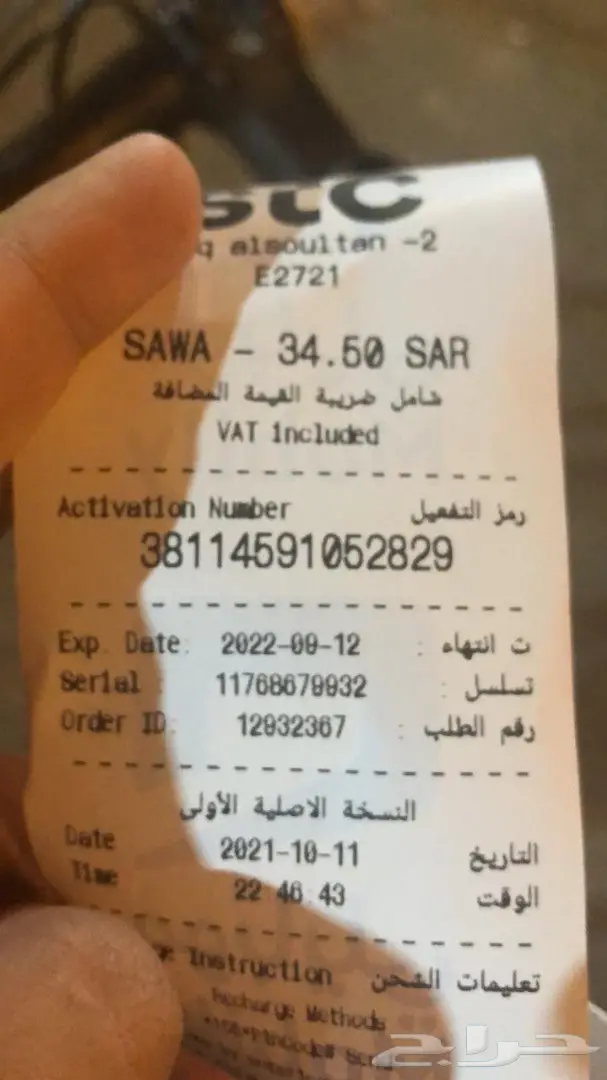 stc
q alsoultan -2
E2721
SAWA - 34.50 SAR
شامل ضريبة القيمة المضافة
VAT included
Activation Number رمز التفعيل
38114591052829
Exp. Date: 2022-09-12 ت انتهاء :
Serial : 11768679932 تسلسل :
Order ID: 12932367 رقم الطلب :
النسخة الاصلية الأولى
Date 2021-10-11 التاريخ
Time 22 46 43 الوقت
Instruction تعليمات الشحن
Recharge Methods
حراج